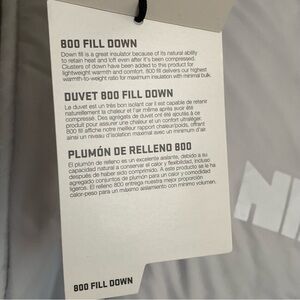 800 FILL DOWN
Down fill is a great insulator because of its natural ability
to retain heat and loft even after it's been compressed.
Clusters of down have been added to this product for
lightweight warmth and comfort. 800 fill delivers our highest
warmth-to-weight ratio for maximum insulation with minimal bulk.
DUVET 800 FILL DOWN
Le duvet est un très bon isolant car il est capable de retenir
naturellement la chaleur et d'air même après avoir été
compressé. Des agrégats de duvet ont été ajoutés à ce
produit pour assurer une chaleur et un confort ultraléger.
800 fill affiche notre meilleur rapport chaleur/poids, offrant
ainsi un niveau d'isolation maximal avec un minimum d'air.
PLUMÓN DE RELLENO 800
El plumón de relleno es un excelente aislante, debido a su
capacidad natural a conservar el calor y flexibilidad, incluso
después de haber sido comprimido. A este producto se le ha
agregado conjuntos de plumón para un calor y comodidad
ligeros. El relleno 800 entrega nuestra mejor proporción
calor-peso para un máximo aislamiento con mínimo volumen.
800 FILL DOWN